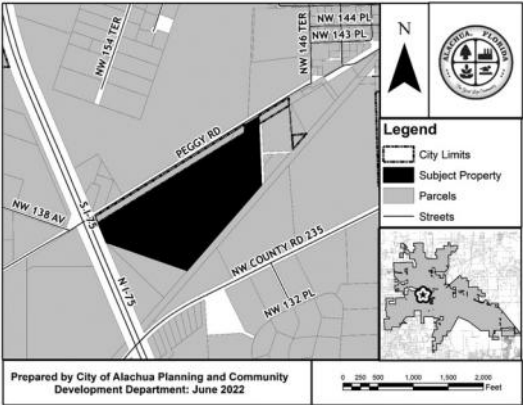 NW 154 TER
NW 146 TER
NW 144 PL
NW 143 PL
PEGGY RD
NW 138 AV
S I-75
N I-75
NW COUNTY RD 235
NW 132 PL
N
ALACHUA, FLORIDA
Legend
City Limits
Subject Property
Parcels
Streets
Prepared by City of Alachua Planning and Community
Development Department: June 2022
0 250 500 1,000 1,500 2,000
Feet